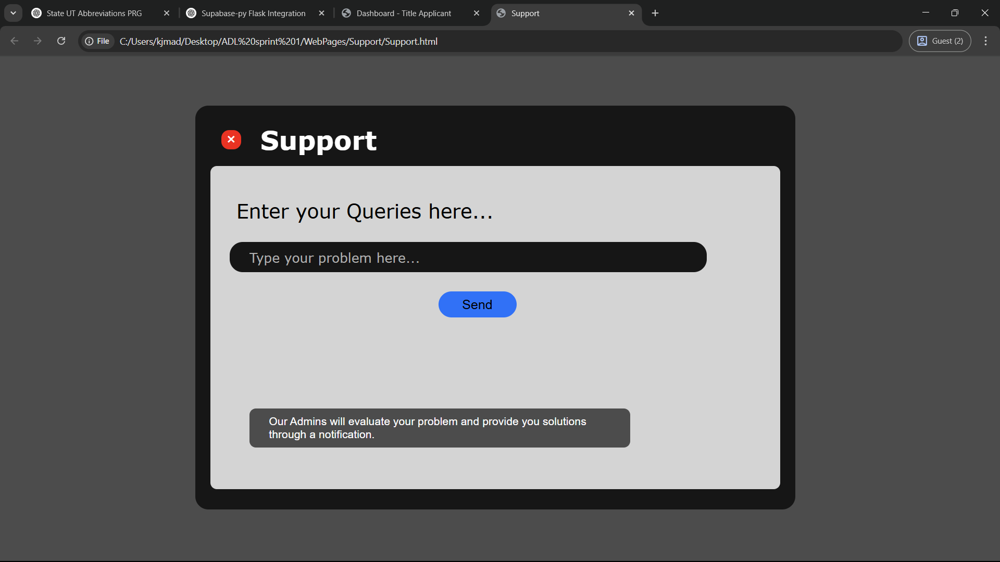 State UT Abbreviations PRG
Supabase-py Flask Integration
Dashboard - Title Applicant
Support
File
C:/Users/kjmad/Desktop/ADL%20sprint%201/WebPages/Support/Support.html
Guest (2)
Support
Enter your Queries here...
Type your problem here...
Send
Our Admins will evaluate your problem and provide you solutions
through a notification.